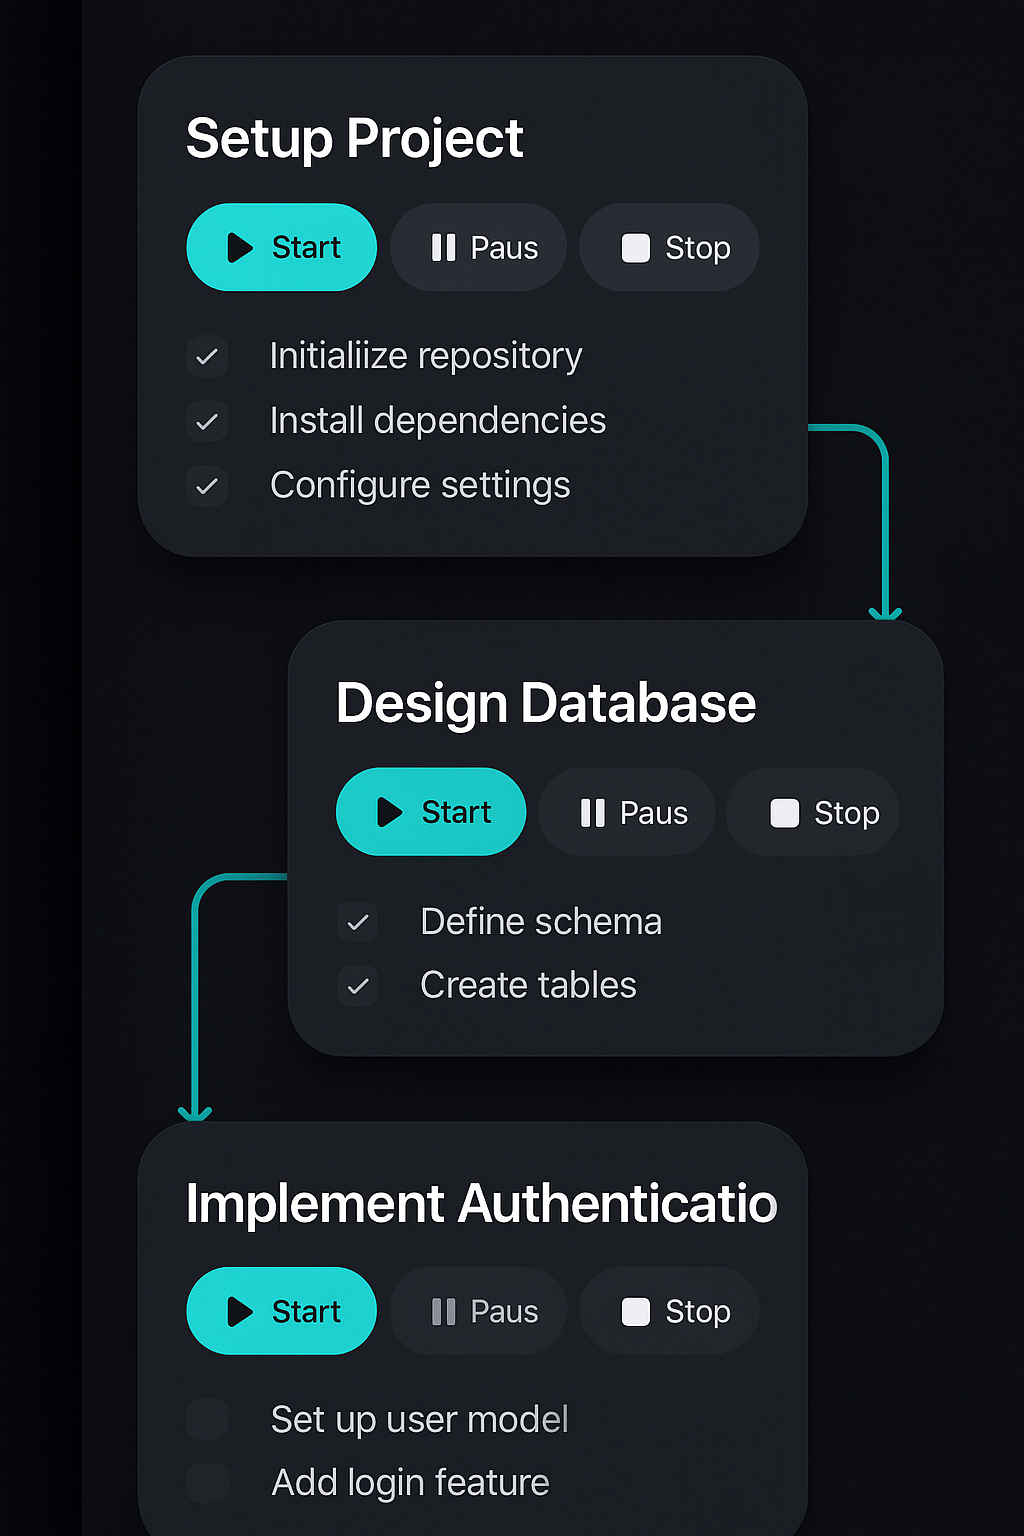 Setup Project
Start Paus Stop
Initialiize repository
Install dependencies
Configure settings
Design Database
Start Paus Stop
Define schema
Create tables
Implement Authenticatio
Start Paus Stop
Set up user model
Add login feature